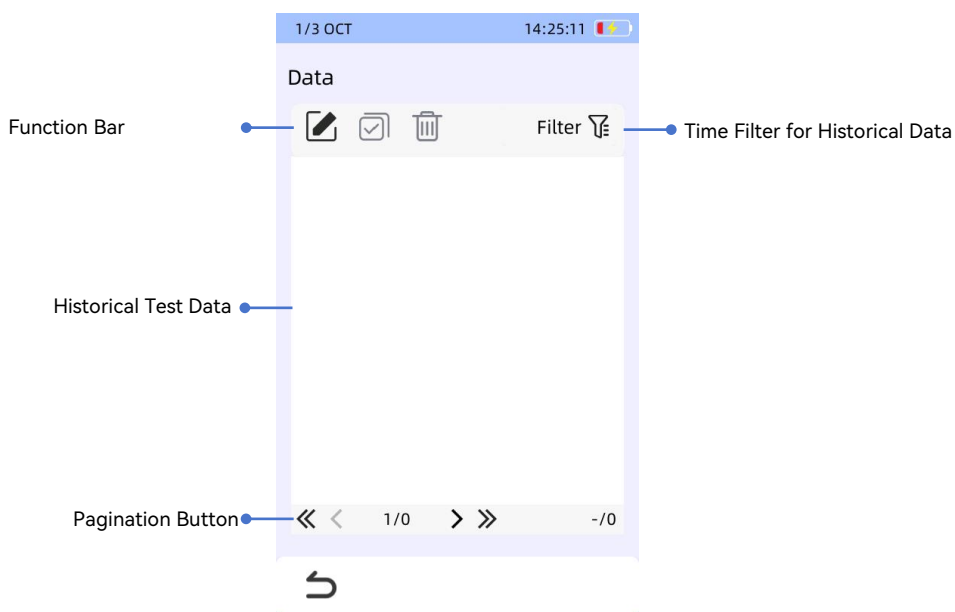 1/3 OCT 14:25:11
Data
Function Bar
Filter
Time Filter for Historical Data
Historical Test Data
Pagination Button
1/0
-/0